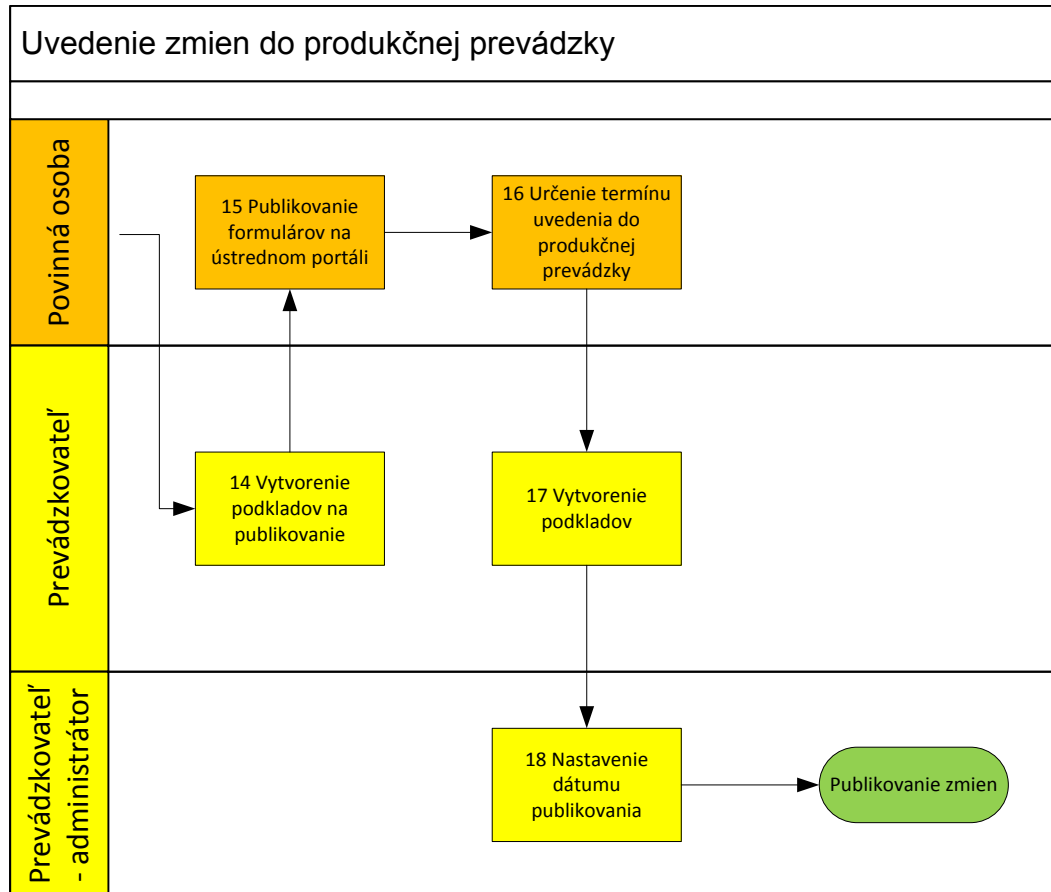 Uvedenie zmien do produkčnej prevádzky
Povinná osoba
15 Publikovanie
formulárov na
ústrednom portáli
16 Určenie termínu
uvedenia do
produkčnej
prevádzky
Prevádzkovateľ
14 Vytvorenie
podkladov na
publikovanie
17 Vytvorenie
podkladov
Prevádzkovateľ
- administrátor
18 Nastavenie
dátumu
publikovania
Publikovanie zmien